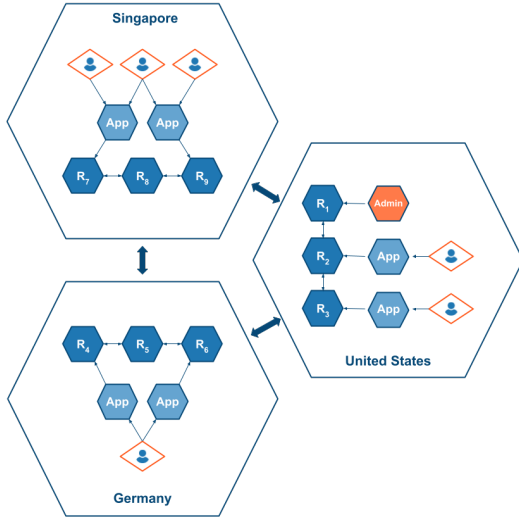 Singapore
App App
R7 R8 R9
R1 Admin
R2 App
R3 App
United States
R4 R5 R6
App App
Germany